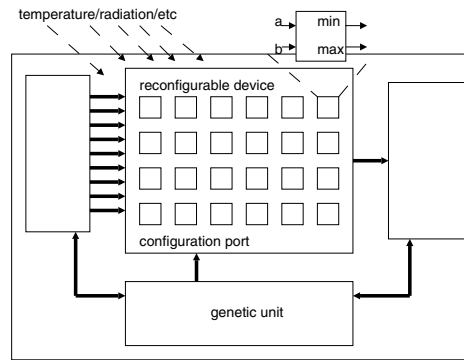 temperature/radiation/etc
a
min
b
max
reconfigurable device
configuration port
genetic unit